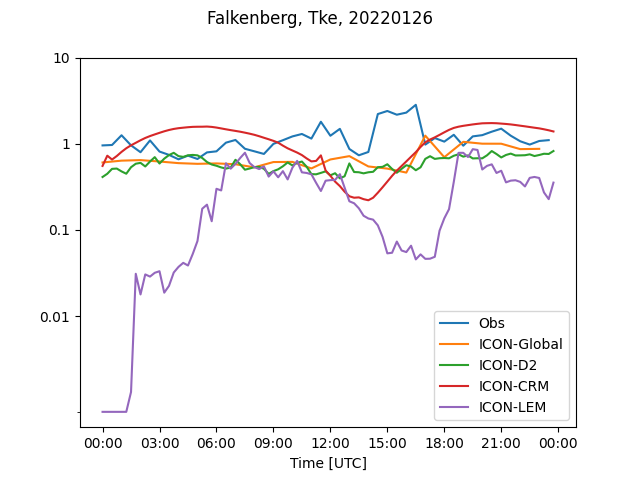 Falkenberg, Tke, 20220126
10
1
0.1
0.01
Obs
ICON-Global
ICON-D2
ICON-CRM
ICON-LEM
00:00 03:00 06:00 09:00 12:00 15:00 18:00 21:00 00:00
Time [UTC]